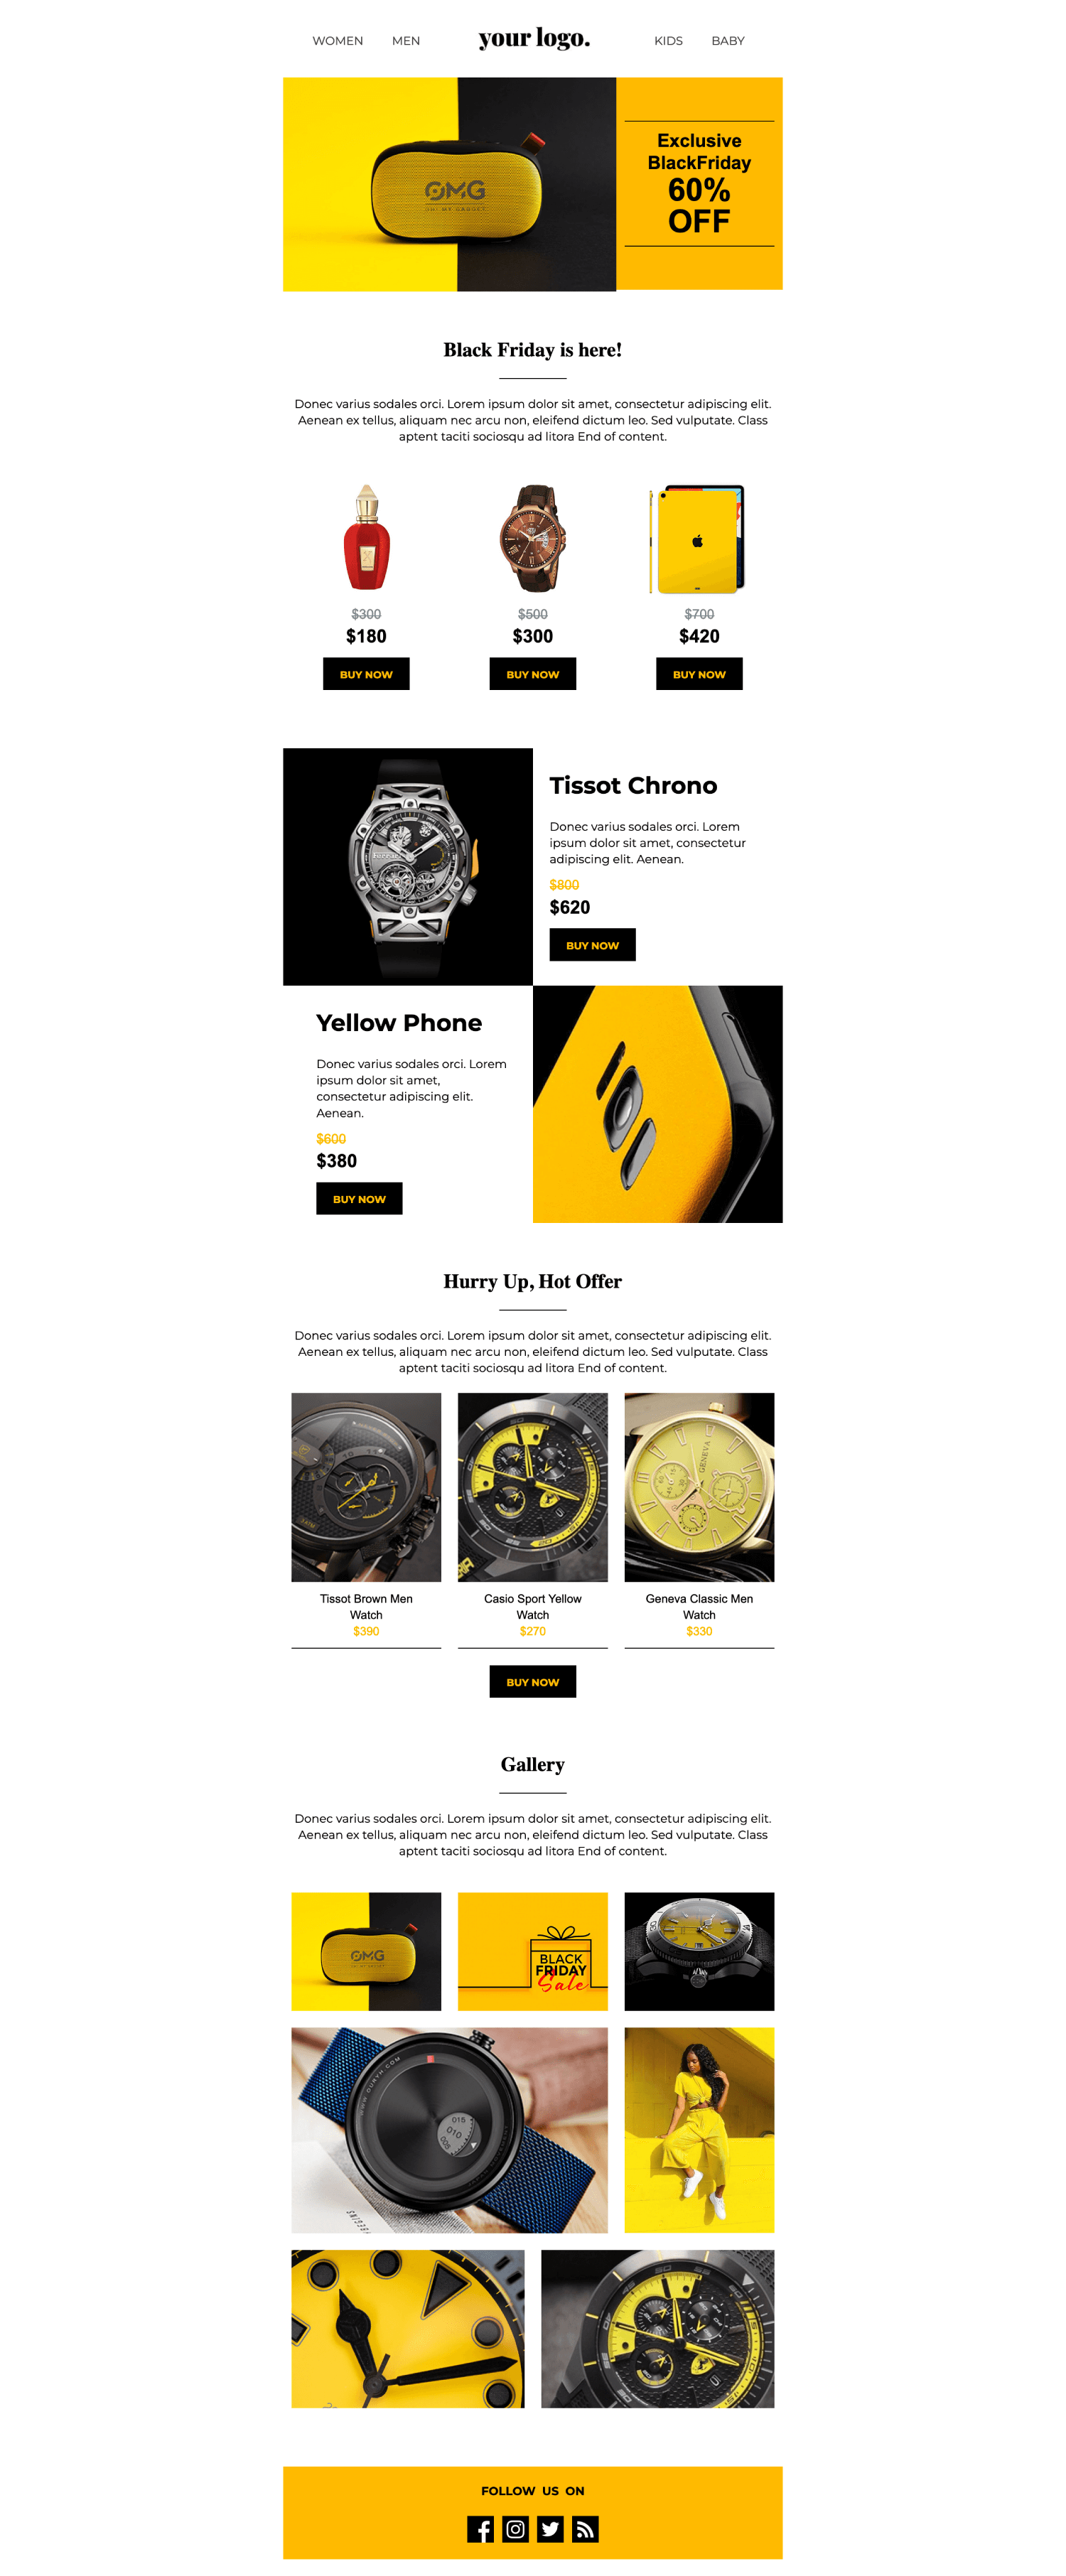 WOMEN MEN your logo. KIDS BABY
OMG
OH! MY GADGET
Exclusive
BlackFriday
60%
OFF
Black Friday is here!
Donec varius sodales orci. Lorem ipsum dolor sit amet, consectetur adipiscing elit.
Aenean ex tellus, aliquam nec arcu non, eleifend dictum leo. Sed vulputate. Class
aptent taciti sociosqu ad litora End of content.
$300 $500 $700
$180 $300 $420
BUY NOW BUY NOW BUY NOW
Tissot Chrono
Donec varius sodales orci. Lorem
ipsum dolor sit amet, consectetur
adipiscing elit. Aenean.
$800
$620
BUY NOW
Yellow Phone
Donec varius sodales orci. Lorem
ipsum dolor sit amet,
consectetur adipiscing elit.
Aenean.
$600
$380
BUY NOW
Hurry Up, Hot Offer
Donec varius sodales orci. Lorem ipsum dolor sit amet, consectetur adipiscing elit.
Aenean ex tellus, aliquam nec arcu non, eleifend dictum leo. Sed vulputate. Class
aptent taciti sociosqu ad litora End of content.
GENEVA
Tissot Brown Men
Watch
$390
Casio Sport Yellow
Watch
$270
Geneva Classic Men
Watch
$330
BUY NOW
Gallery
Donec varius sodales orci. Lorem ipsum dolor sit amet, consectetur adipiscing elit.
Aenean ex tellus, aliquam nec arcu non, eleifend dictum leo. Sed vulputate. Class
aptent taciti sociosqu ad litora End of content.
OMG
BLACK
FRIDAY
Sale
015
010
005
FOLLOW US ON